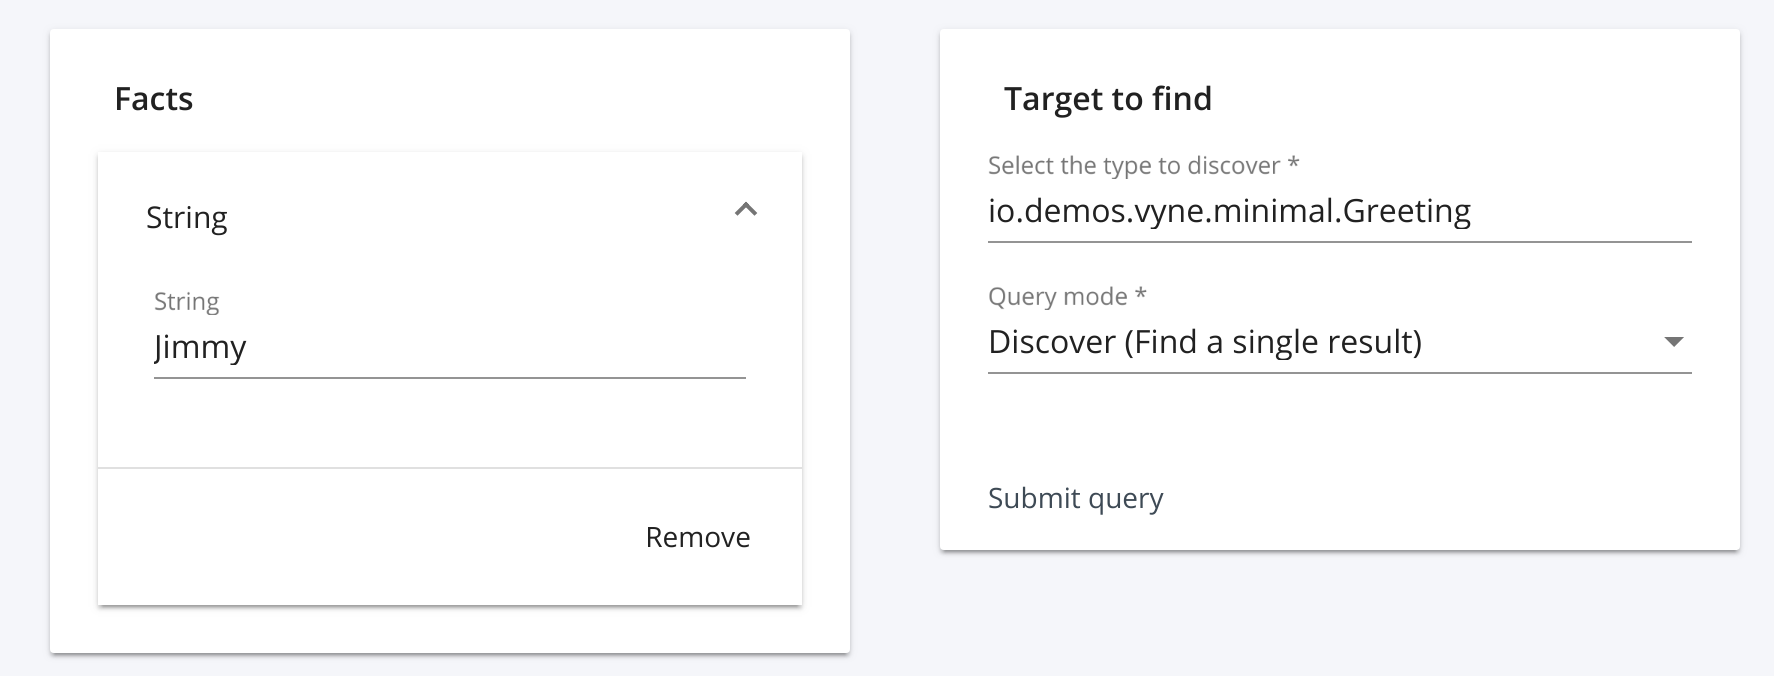 Facts
String
String
Jimmy
Remove
Target to find
Select the type to discover *
io.demos.vyne.minimal.Greeting
Query mode *
Discover (Find a single result)
Submit query